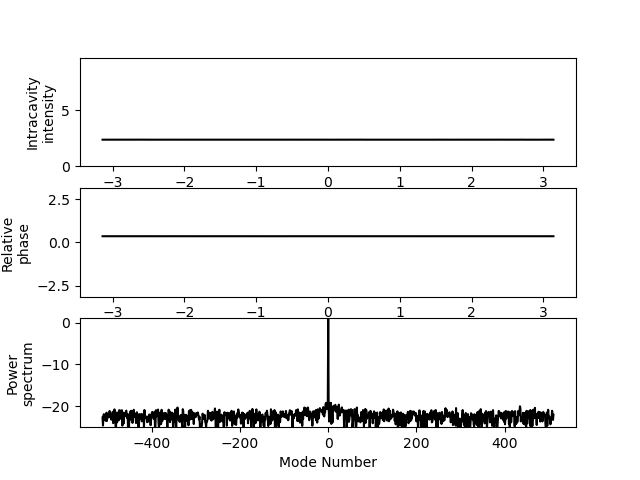 Intracavity
intensity
5
0
−3 −2 −1 0 1 2 3
Relative
phase
2.5
0.0
−2.5
−3 −2 −1 0 1 2 3
Power
spectrum
0
−10
−20
−400 −200 0 200 400
Mode Number